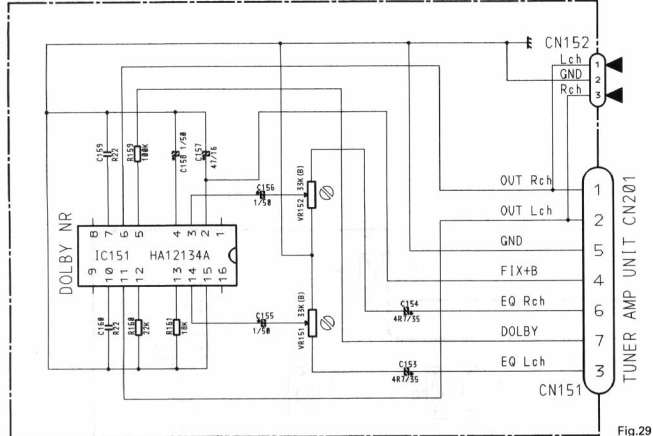 CN152
Lch
1
GND
2
Rch
3
C159
R22
R159
100K
C158 1/50
C157
47/16
C156
1/50
VR152 33K(B)
DOLBY NR
8 7 6 5 4 3 2 1
IC151 HA12134A
9 10 11 12 13 14 15 16
C160
R22
R160
22K
R161
18K
C155
1/50
VR151 33K(B)
C154
4R7/35
C153
4R7/35
OUT Rch
1
OUT Lch
2
GND
5
FIX+B
4
EQ Rch
6
DOLBY
7
EQ Lch
3
CN151
TUNER AMP UNIT CN201
Fig.29